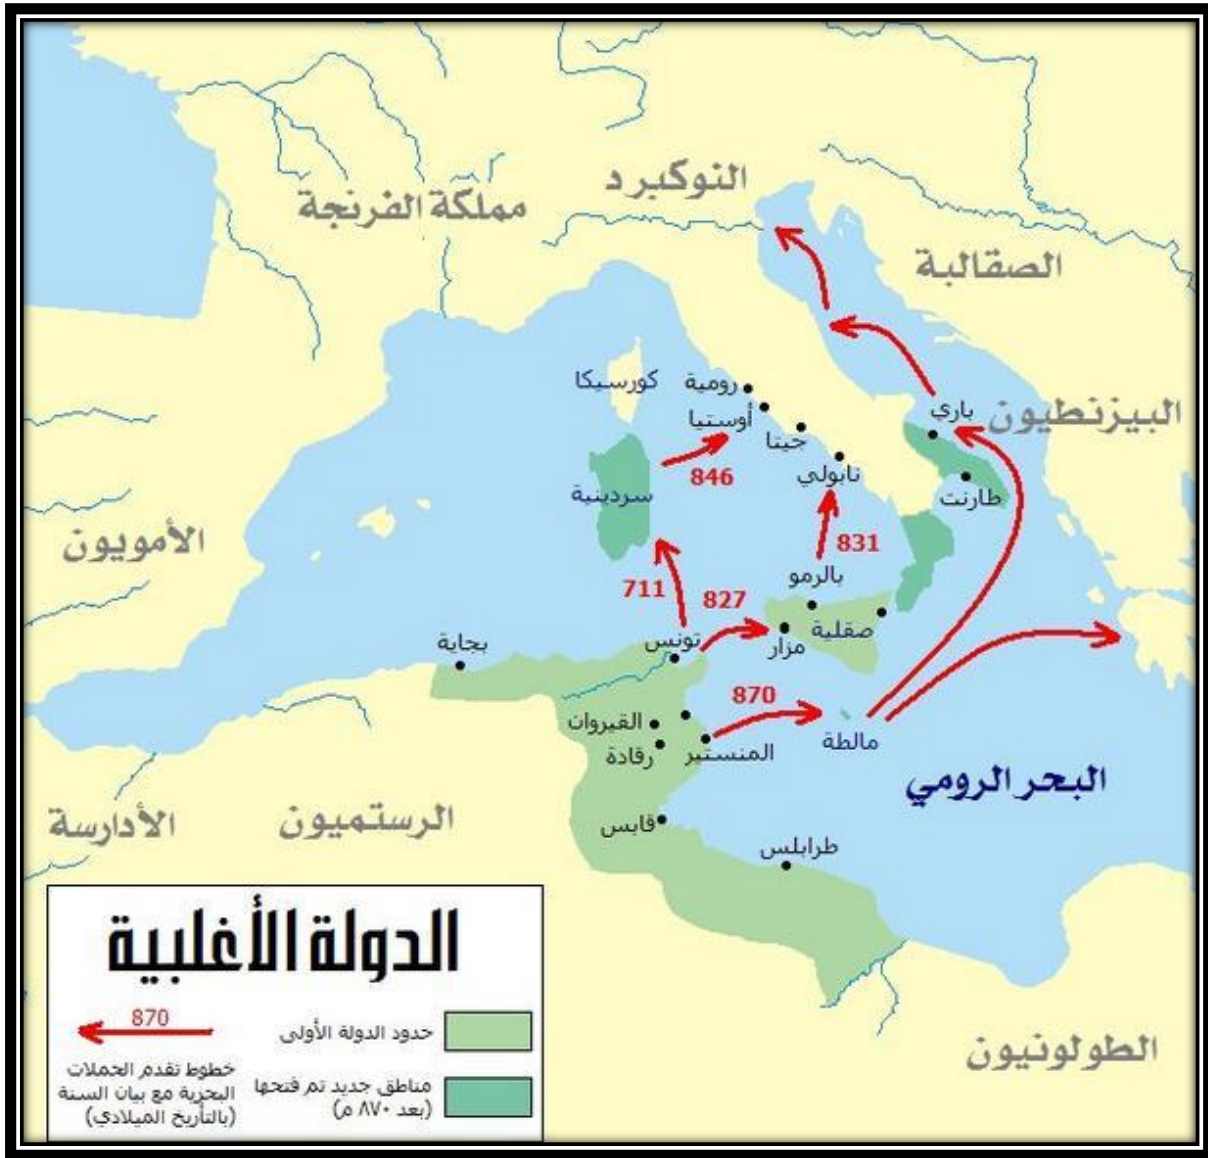 النوكبرد
مملكة الفرنجة
الصقالبة
كورسيكا
رومية
أوستيا
جيتا
نابولي
باري
البيزنطيون
طارنت
846
سردينية
831
الأمويون
بالرمو
711
827
صقلية
مزار
تونس
بجاية
870
القيروان
رقادة
المنستير
مالطة
البحر الرومي
قابس
الرستميون
الأدارسة
طرابلس
الطولونيون
الدولة الأغلبية
حدود الدولة الأولى
870
مناطق جديد تم فتحها
(بعد ٨٧٠ م)
خطوط تقدم الحملات
البحرية مع بيان السنة
(بالتأريخ الميلادي)